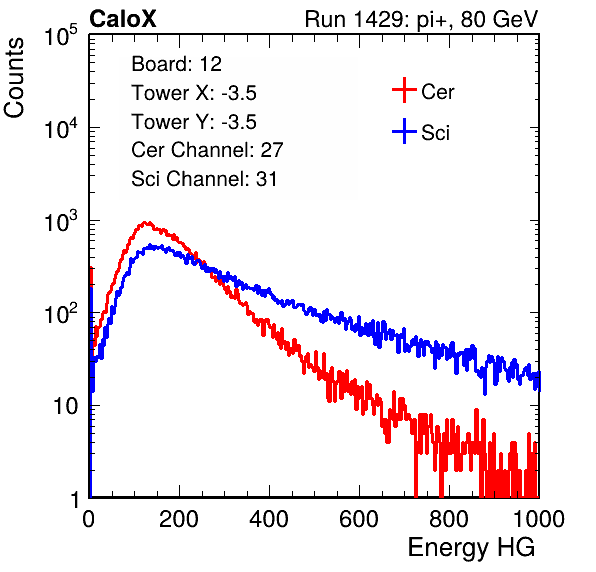 CaloX
Run 1429: pi+, 80 GeV
Board: 12
Tower X: -3.5
Tower Y: -3.5
Cer Channel: 27
Sci Channel: 31
Cer
Sci
Counts
10^5
10^4
10^3
10^2
10
1
0 200 400 600 800 1000
Energy HG